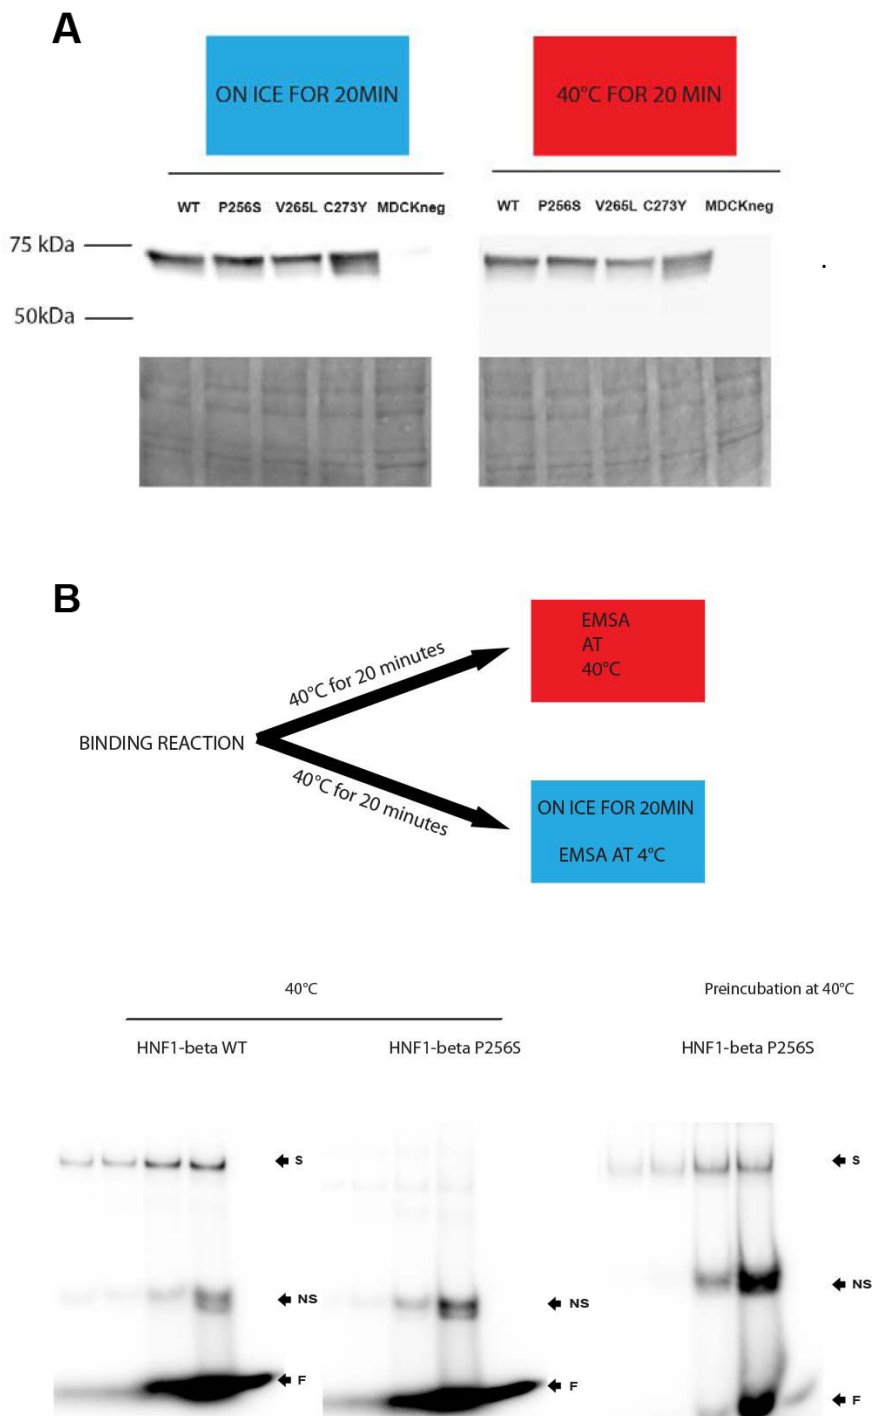 A
ON ICE FOR 20MIN
40°C FOR 20 MIN
WT P256S V265L C273Y MDCKneg
WT P256S V265L C273Y MDCKneg
75 kDa
50kDa
.
B
BINDING REACTION
40°C for 20 minutes
40°C for 20 minutes
EMSA
AT
40°C
ON ICE FOR 20MIN
EMSA AT 4°C
40°C
Preincubation at 40°C
HNF1-beta WT
HNF1-beta P256S
HNF1-beta P256S
S
NS
F
NS
F
S
NS
F